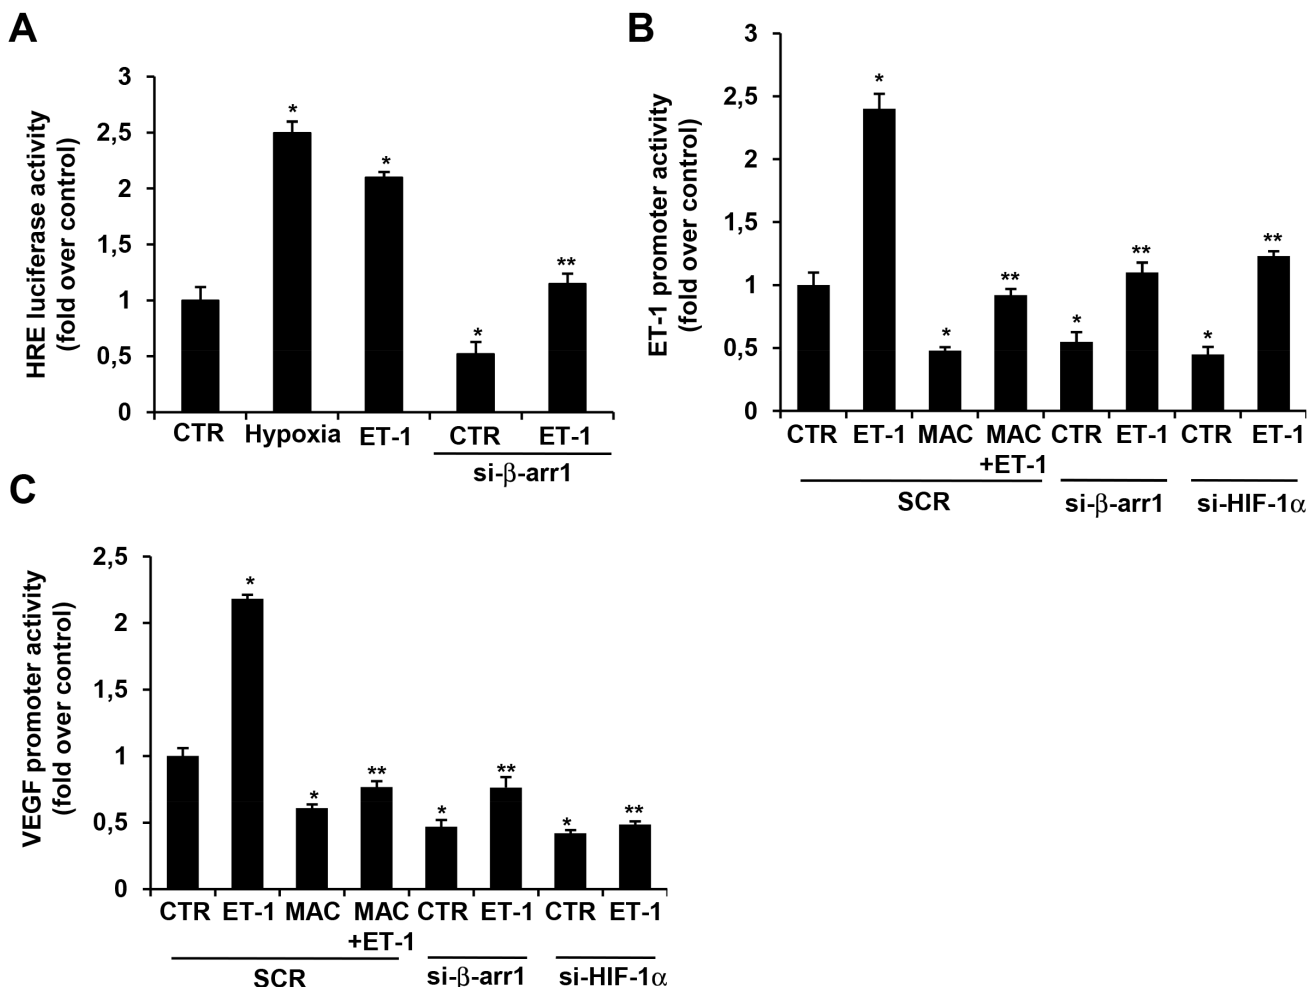 A
HRE luciferase activity
(fold over control)
3
2,5
2
1,5
1
0,5
0
*
*
*
**
CTR Hypoxia ET-1 CTR ET-1
si-β-arr1
B
ET-1 promoter activity
(fold over control)
3
2,5
2
1,5
1
0,5
0
*
*
**
*
**
*
**
CTR ET-1 MAC MAC CTR ET-1 CTR ET-1
+ET-1
SCR si-β-arr1 si-HIF-1α
C
VEGF promoter activity
(fold over control)
2,5
2
1,5
1
0,5
0
*
*
**
*
**
*
**
CTR ET-1 MAC MAC CTR ET-1 CTR ET-1
+ET-1
SCR si-β-arr1 si-HIF-1α